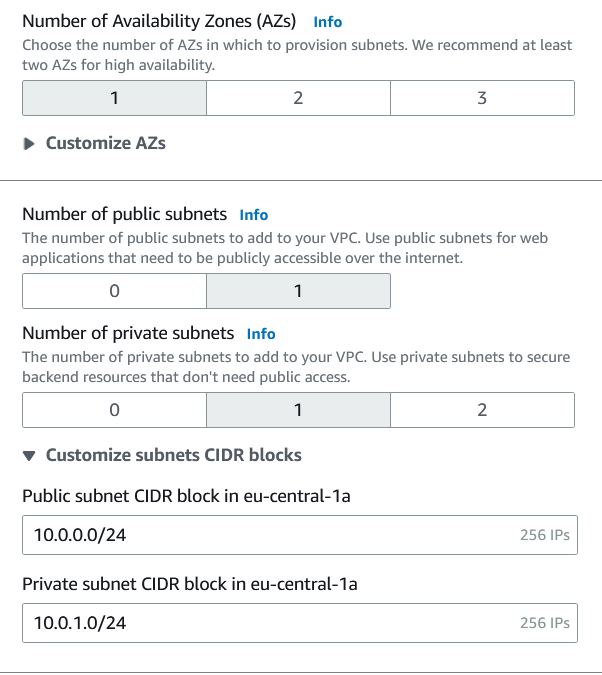 Number of Availability Zones (AZs) Info
Choose the number of AZs in which to provision subnets. We recommend at least
two AZs for high availability.
1 2 3
Customize AZs
Number of public subnets Info
The number of public subnets to add to your VPC. Use public subnets for web
applications that need to be publicly accessible over the internet.
0 1
Number of private subnets Info
The number of private subnets to add to your VPC. Use private subnets to secure
backend resources that don't need public access.
0 1 2
Customize subnets CIDR blocks
Public subnet CIDR block in eu-central-1a
10.0.0.0/24 256 IPs
Private subnet CIDR block in eu-central-1a
10.0.1.0/24 256 IPs